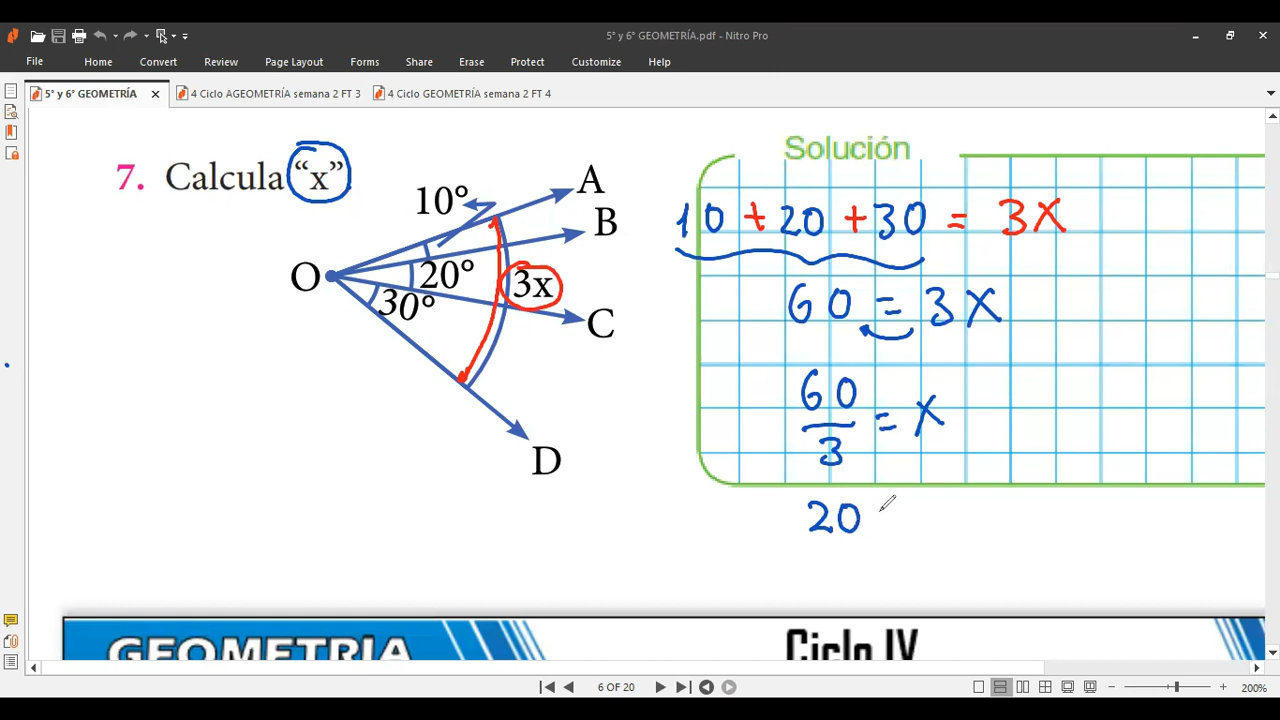 5° y 6° GEOMETRÍA.pdf - Nitro Pro
File Home Convert Review Page Layout Forms Share Erase Protect Customize Help
5° y 6° GEOMETRÍA
4 Ciclo AGEOMETRÍA semana 2 FT 3
4 Ciclo GEOMETRÍA semana 2 FT 4
7. Calcula “x”
A
10°
B
O
20°
3x
30°
C
D
Solución
10 + 20 + 30 = 3X
60 = 3X
60
3
= X
20
GEOMETRÍA
Ciclo IV
6 OF 20
200%